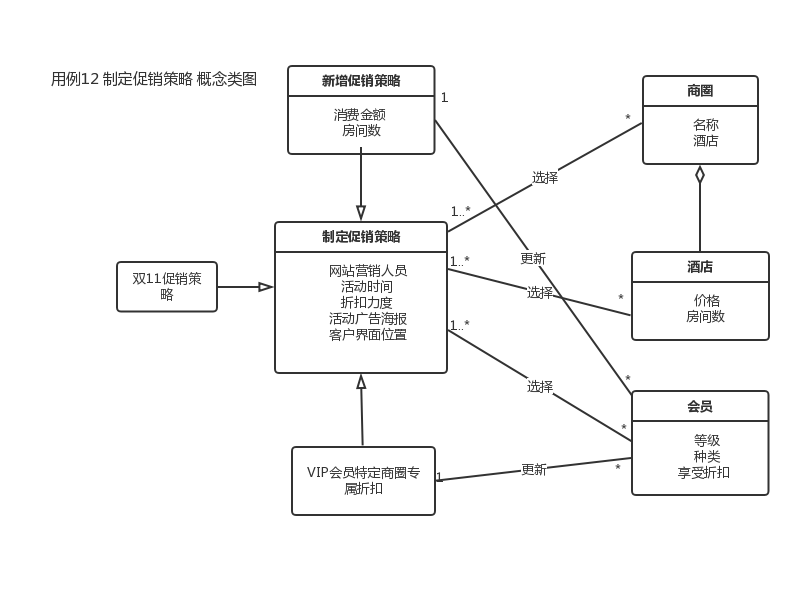 用例12 制定促销策略 概念类图
新增促销策略
消费金额
房间数
1
商圈
名称
酒店
*
选择
1..*
制定促销策略
网站营销人员
活动时间
折扣力度
活动广告海报
客户界面位置
双11促销策
略
更新
1..*
选择
*
酒店
价格
房间数
1..*
选择
*
*
会员
等级
种类
享受折扣
VIP会员特定商圈专
属折扣
1
更新
*